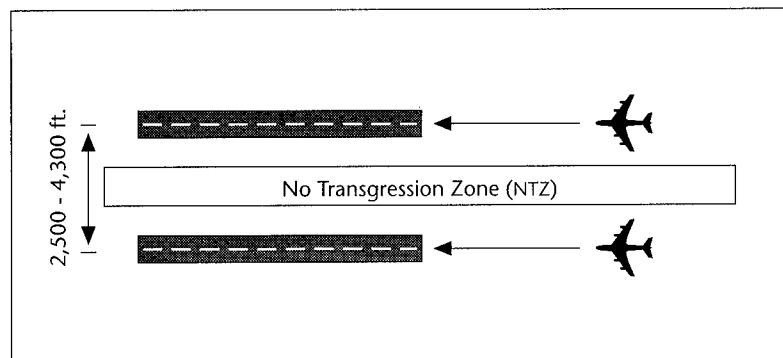 2,500 - 4,300 ft.
No Transgression Zone (NTZ)